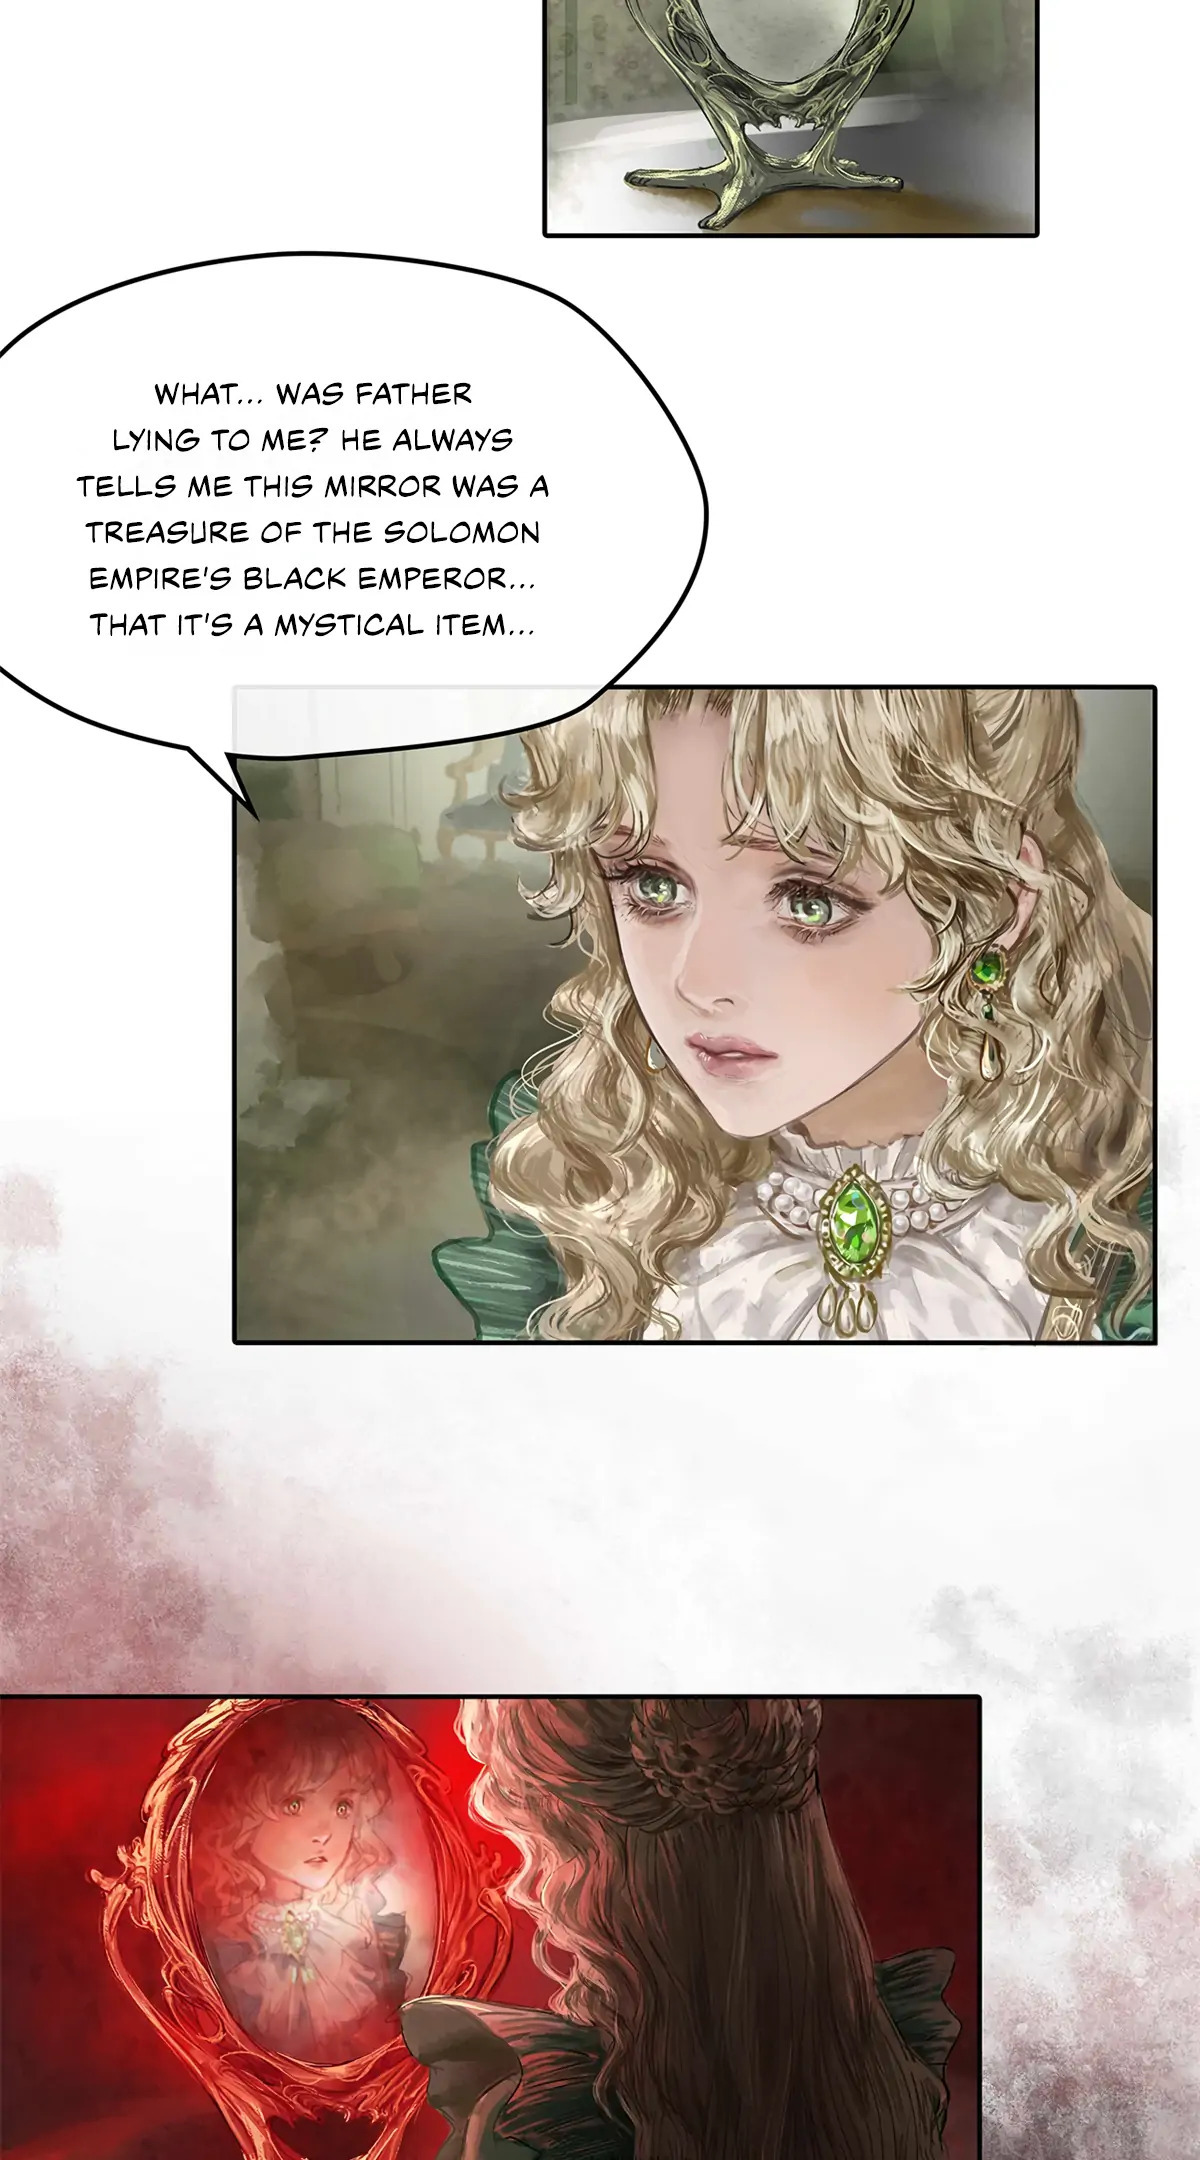 WHAT... WAS FATHER
LYING TO ME? HE ALWAYS
TELLS ME THIS MIRROR WAS A
TREASURE OF THE SOLOMON
EMPIRE'S BLACK EMPEROR...
THAT IT'S A MYSTICAL ITEM...